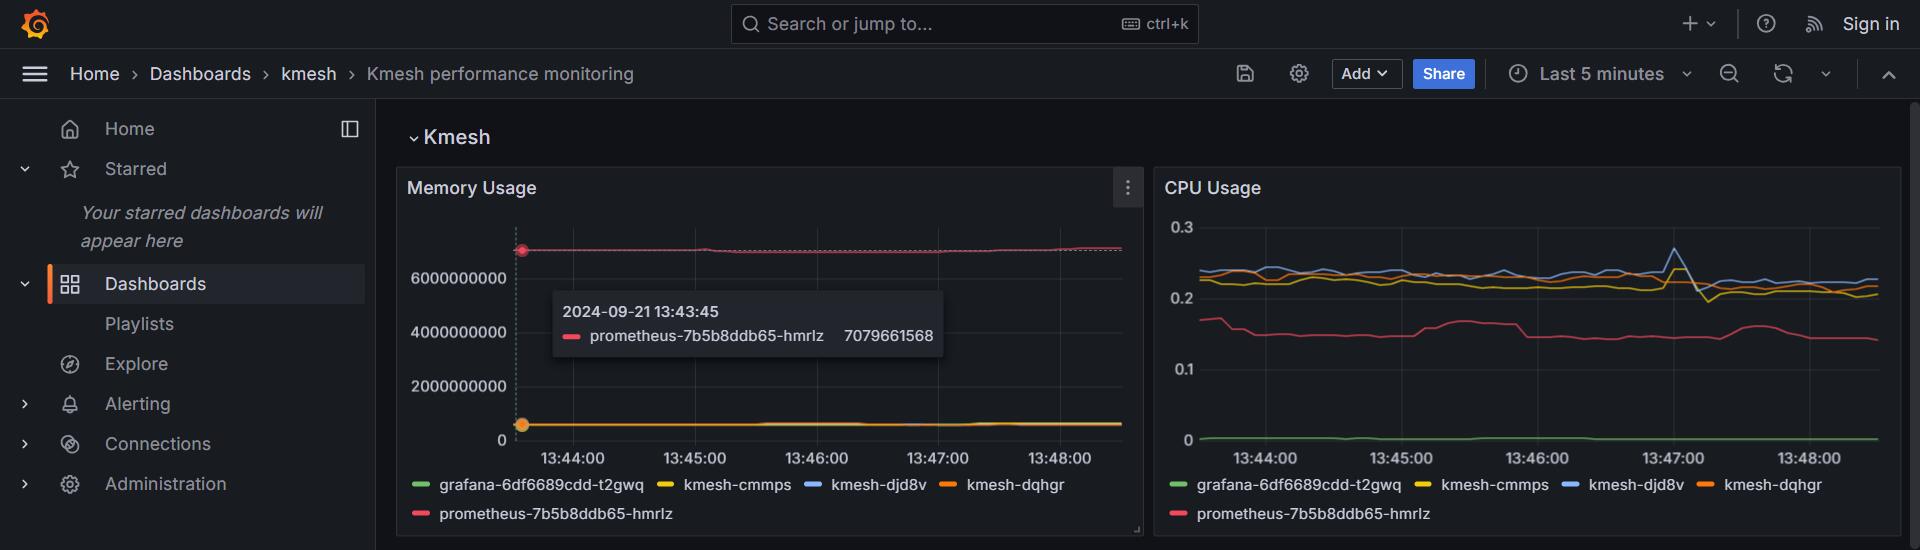 Search or jump to... ctrl+k Sign in
Home › Dashboards › kmesh › Kmesh performance monitoring Add Share Last 5 minutes
Home
Starred
Your starred dashboards will
appear here
Dashboards
Playlists
Explore
Alerting
Connections
Administration
Kmesh
Memory Usage
6000000000
4000000000
2000000000
0
2024-09-21 13:43:45
prometheus-7b5b8ddb65-hmrlz 7079661568
13:44:00 13:45:00 13:46:00 13:47:00 13:48:00
grafana-6df6689cdd-t2gwq kmesh-cmmps kmesh-djd8v kmesh-dqhgr
prometheus-7b5b8ddb65-hmrlz
CPU Usage
0.3
0.2
0.1
0
13:44:00 13:45:00 13:46:00 13:47:00 13:48:00
grafana-6df6689cdd-t2gwq kmesh-cmmps kmesh-djd8v kmesh-dqhgr
prometheus-7b5b8ddb65-hmrlz